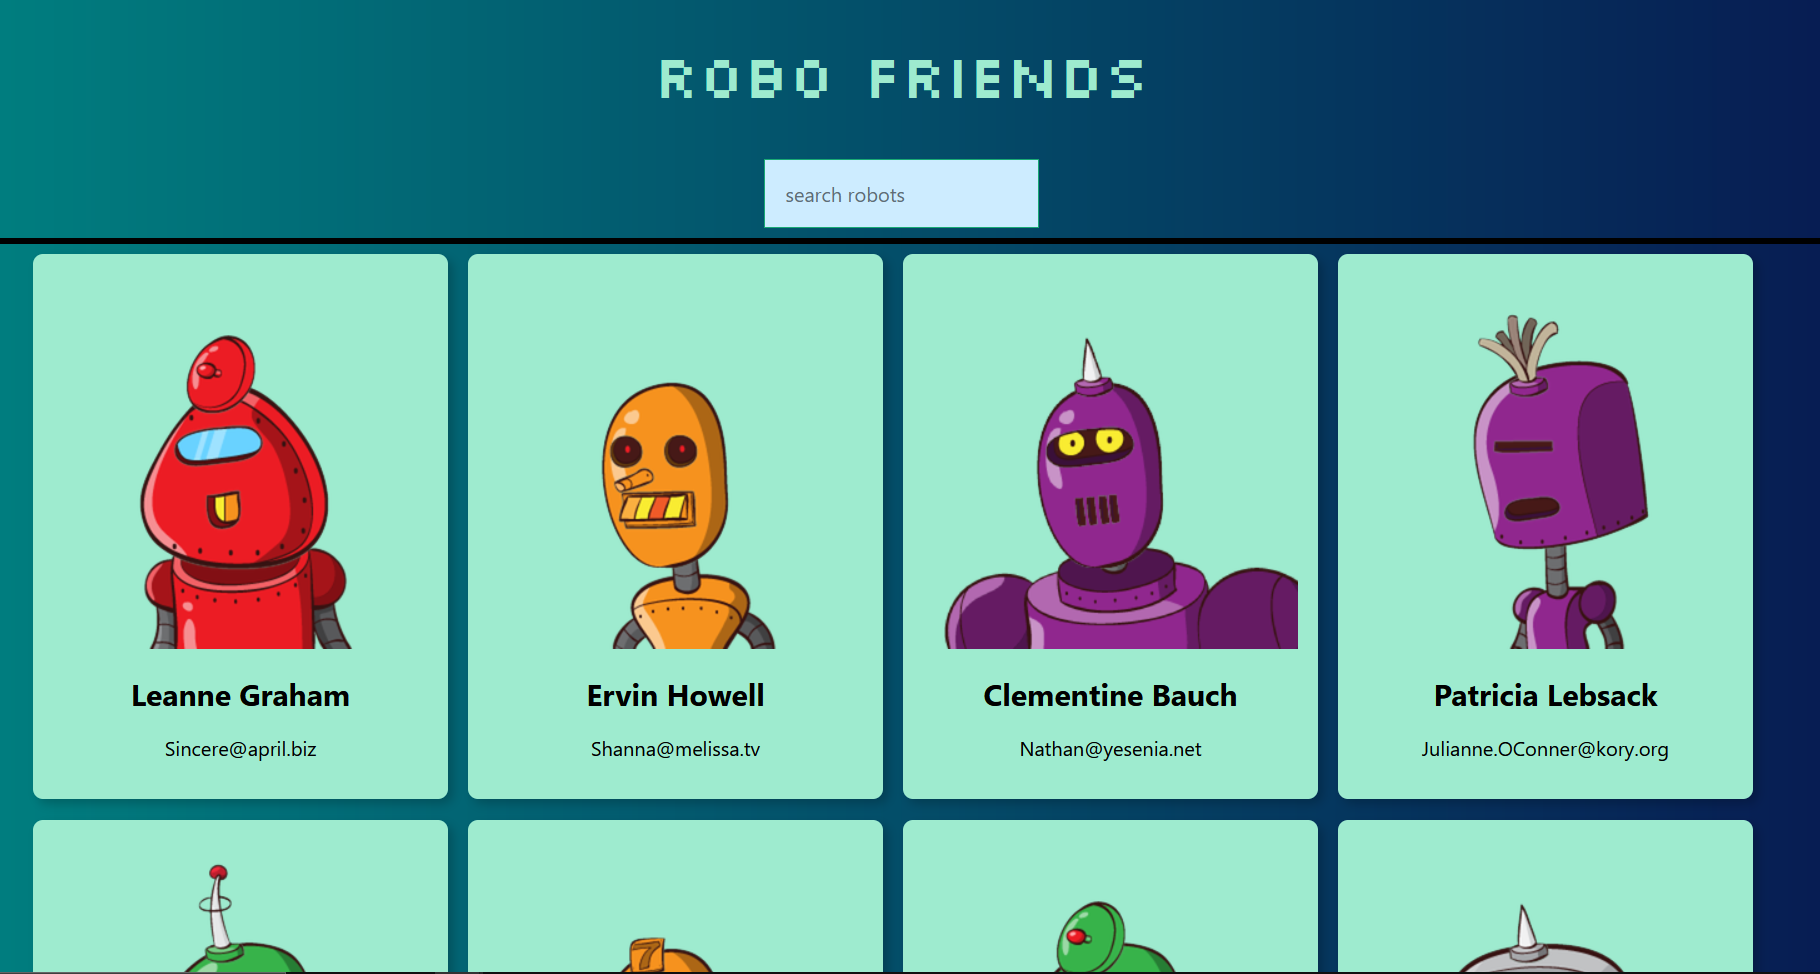 ROBO FRIENDS
search robots
Leanne Graham
Sincere@april.biz
Ervin Howell
Shanna@melissa.tv
Clementine Bauch
Nathan@yesenia.net
Patricia Lebsack
Julianne.OConner@kory.org
7